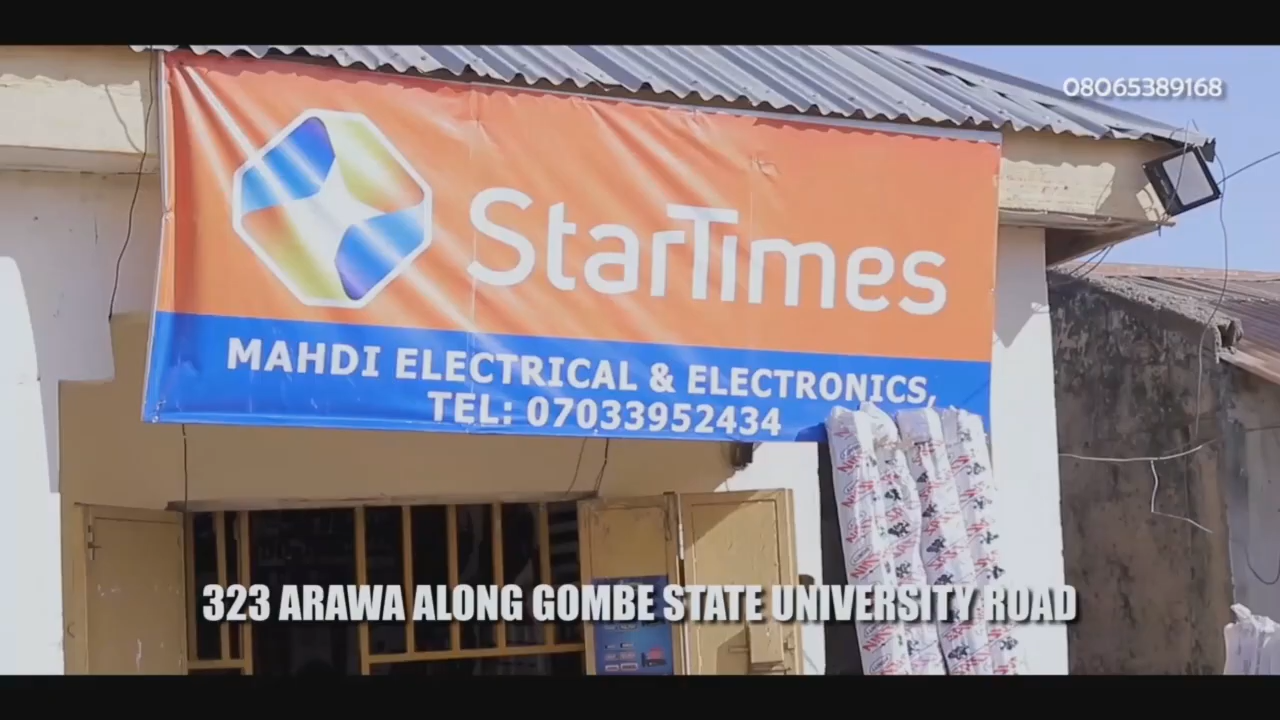 08065389168
StarTimes
MAHDI ELECTRICAL & ELECTRONICS,
TEL: 07033952434
323 ARAWA ALONG GOMBE STATE UNIVERSITY ROAD